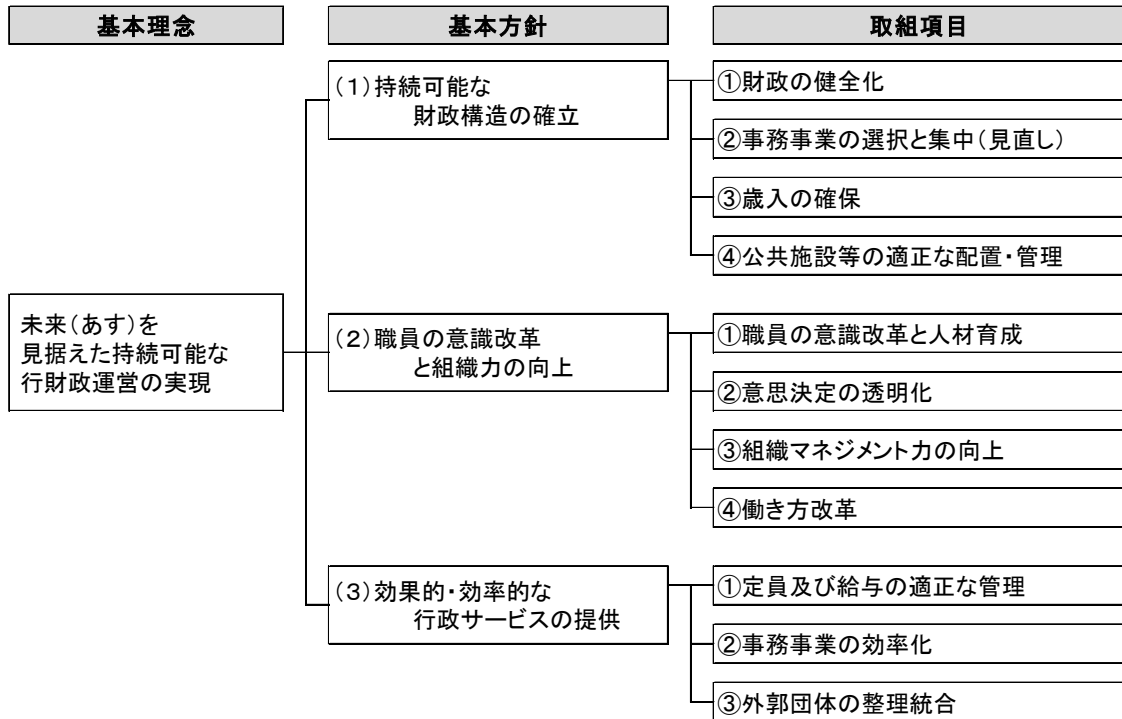 基本理念
基本方針
取組項目
未来(あす)を
見据えた持続可能な
行財政運営の実現
(1)持続可能な
財政構造の確立
①財政の健全化
②事務事業の選択と集中(見直し)
③歳入の確保
④公共施設等の適正な配置・管理
(2)職員の意識改革
と組織力の向上
①職員の意識改革と人材育成
②意思決定の透明化
③組織マネジメント力の向上
④働き方改革
(3)効果的・効率的な
行政サービスの提供
①定員及び給与の適正な管理
②事務事業の効率化
③外郭団体の整理統合